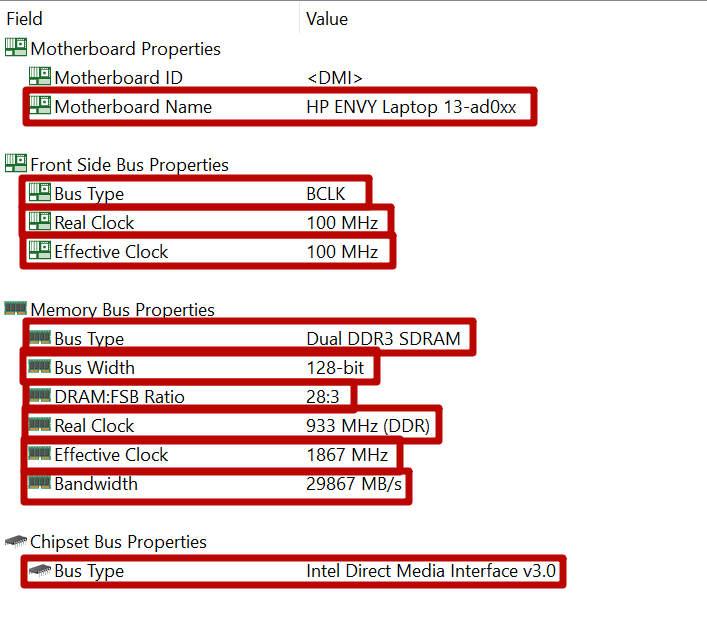 Field Value
Motherboard Properties
Motherboard ID <DMI>
Motherboard Name HP ENVY Laptop 13-ad0xx
Front Side Bus Properties
Bus Type BCLK
Real Clock 100 MHz
Effective Clock 100 MHz
Memory Bus Properties
Bus Type Dual DDR3 SDRAM
Bus Width 128-bit
DRAM:FSB Ratio 28:3
Real Clock 933 MHz (DDR)
Effective Clock 1867 MHz
Bandwidth 29867 MB/s
Chipset Bus Properties
Bus Type Intel Direct Media Interface v3.0